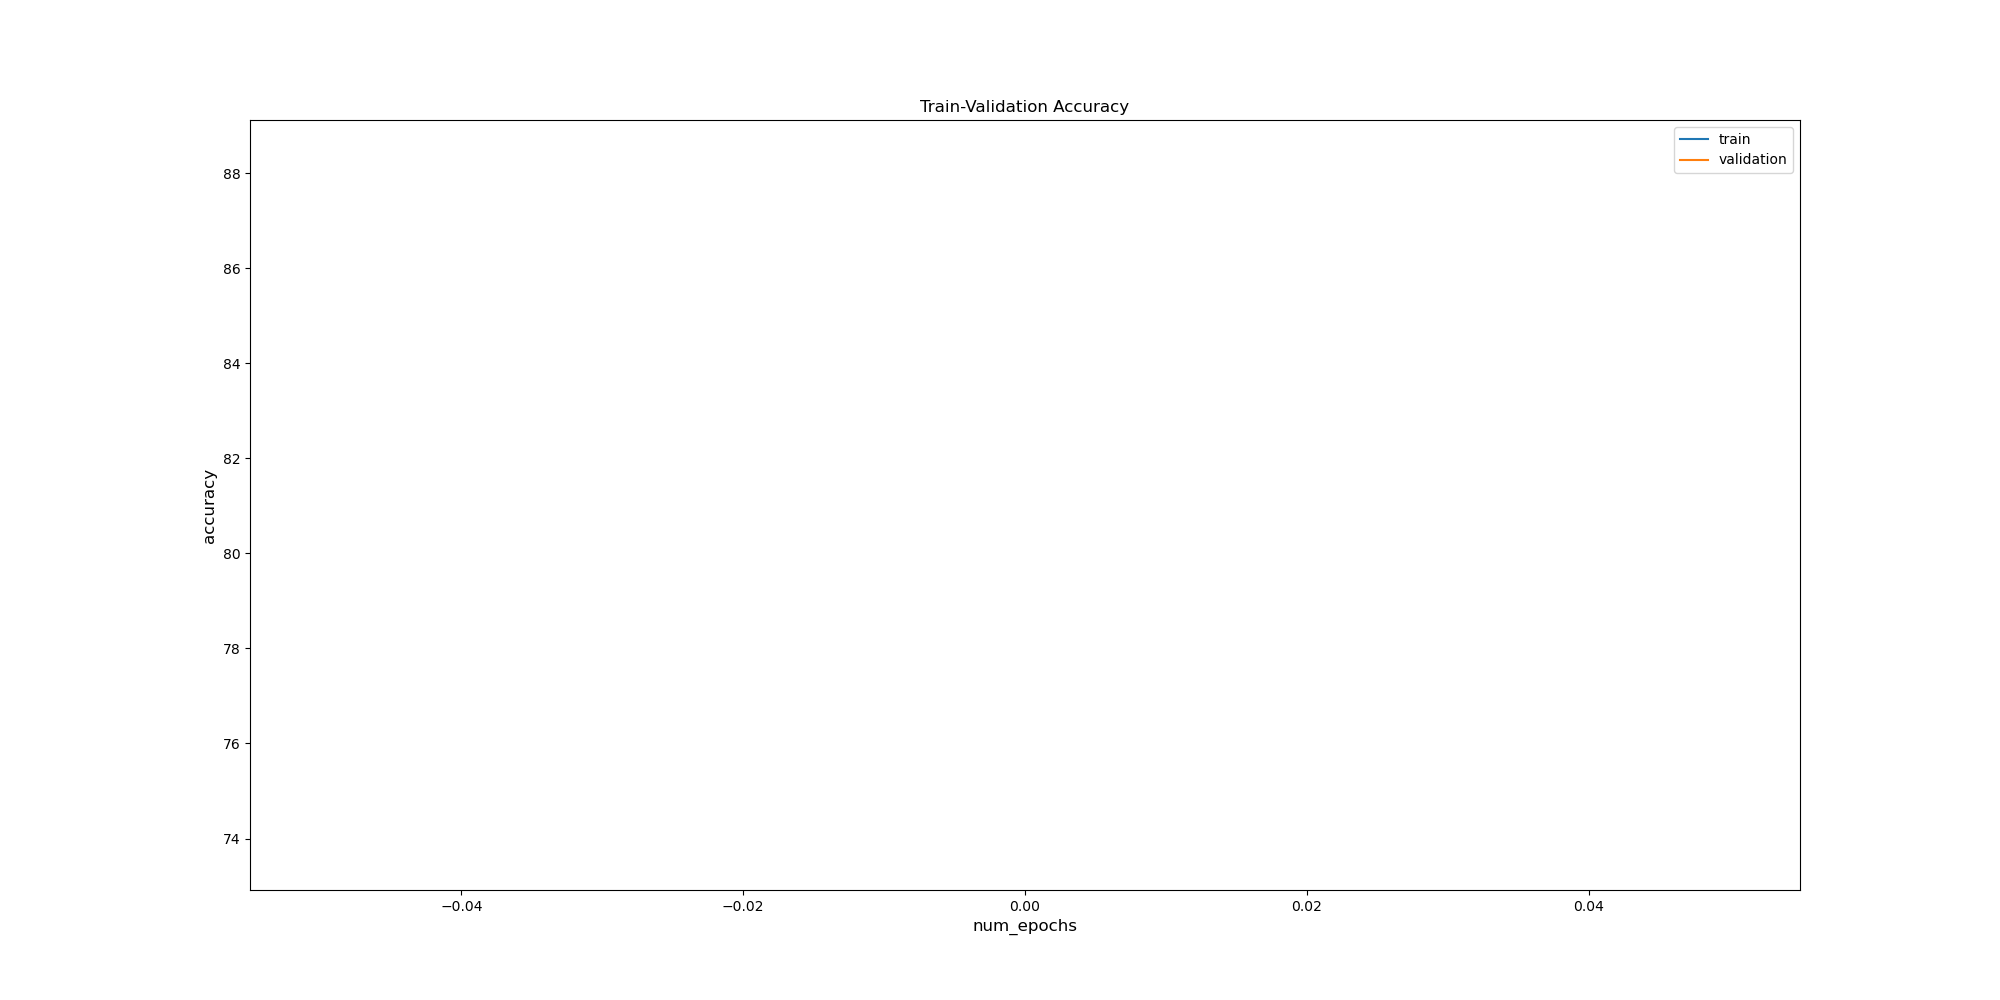 Train-Validation Accuracy
train
validation
88
86
84
82
80
78
76
74
accuracy
−0.04
−0.02
0.00
0.02
0.04
num_epochs